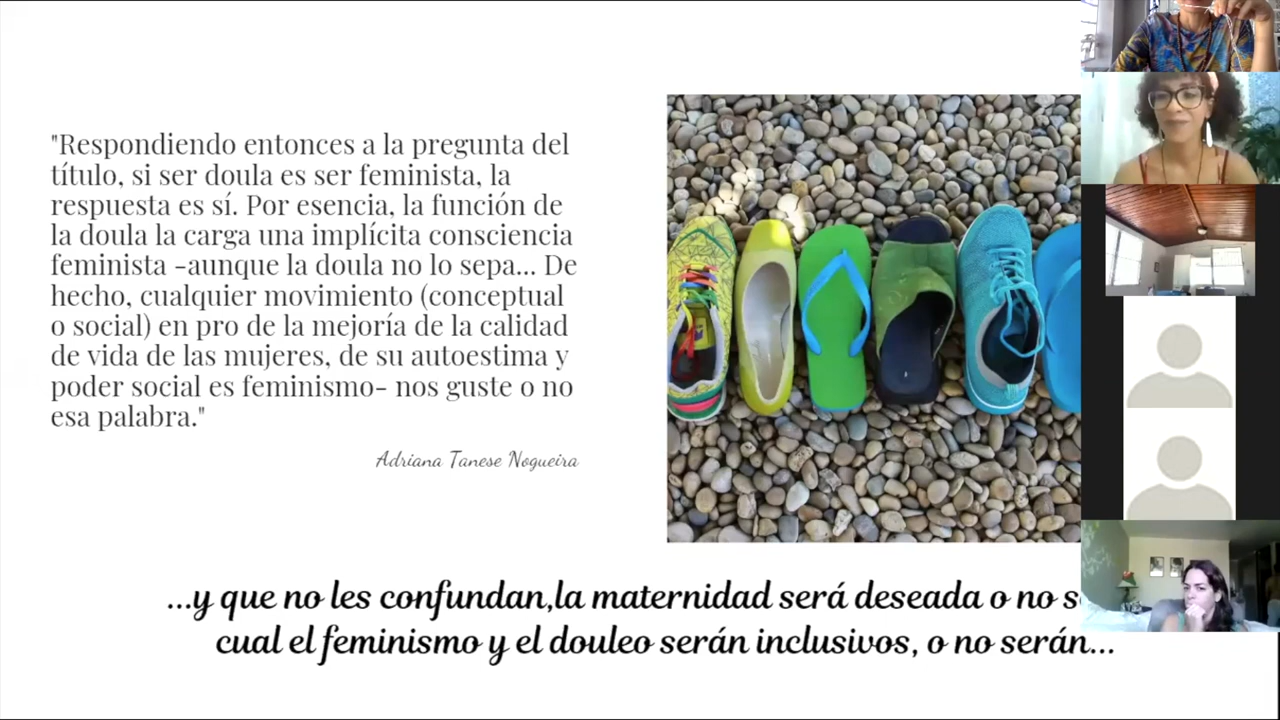 "Respondiendo entonces a la pregunta del
título, si ser doula es ser feminista, la
respuesta es sí. Por esencia, la función de
la doula la carga una implícita consciencia
feminista -aunque la doula no lo sepa... De
hecho, cualquier movimiento (conceptual
o social) en pro de la mejoría de la calidad
de vida de las mujeres, de su autoestima y
poder social es feminismo- nos guste o no
esa palabra."
Adriana Tanese Nogueira
...y que no les confundan,la maternidad será deseada o no
cual el feminismo y el douleo serán inclusivos, o no serán...